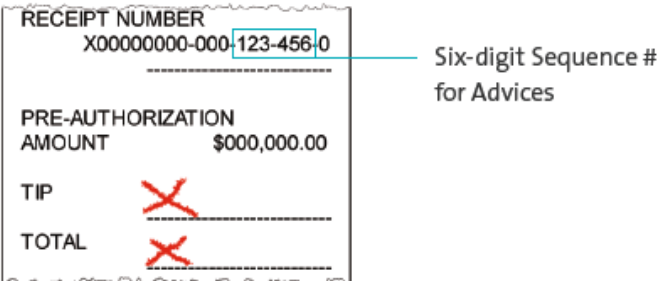 RECEIPT NUMBER
X00000000-000-123-456-0
Six-digit Sequence #
for Advices
PRE-AUTHORIZATION
AMOUNT $000,000.00
TIP
TOTAL